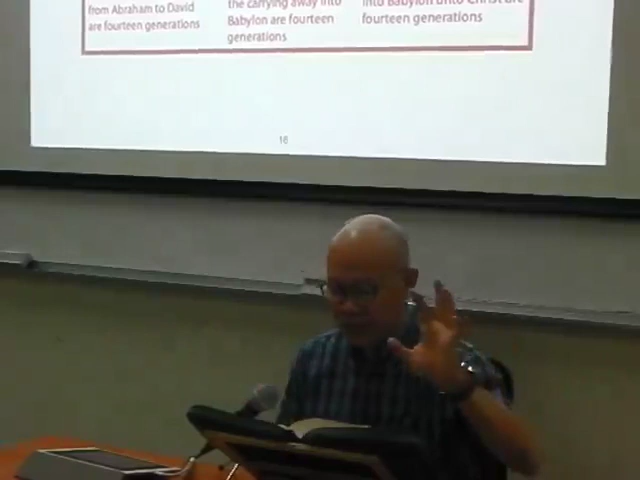 from Abraham to David
are fourteen generations
the carrying away into
Babylon are fourteen
generations
into Babylon unto Christ are
fourteen generations
16